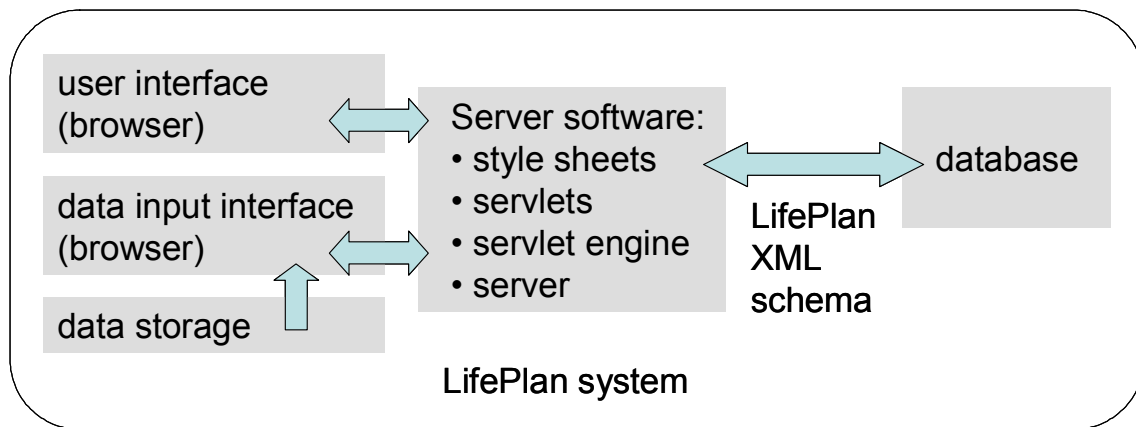 user interface
(browser)
data input interface
(browser)
data storage
Server software:
• style sheets
• servlets
• servlet engine
• server
LifePlan
XML
schema
database
LifePlan system